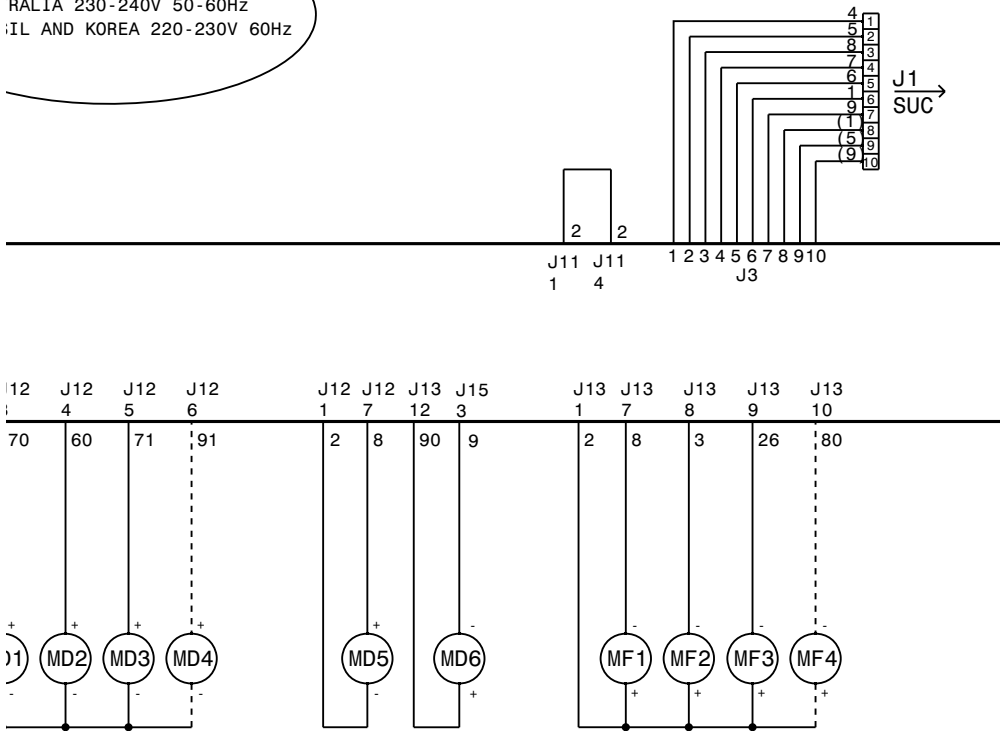 230-240V 50-60Hz
AND KOREA 220-230V 60Hz
4 1
5 2
8 3
7 4
6 5
1 6
9 7
(1) 8
(5) 9
(9) 10
J1
SUC
2 2
J11 J11
1 4
1 2 3 4 5 6 7 8 9 10
J3
J12 J12 J12 J12 J12 J13 J15 J13 J13 J13 J13 J13
4 5 6 1 7 12 3 1 7 8 9 10
70 60 71 91 2 8 90 9 2 8 3 26 80
+ + + + + - - - - -
MD2 MD3 MD4 MD5 MD6 MF1 MF2 MF3 MF4
- - - - - + + + + +